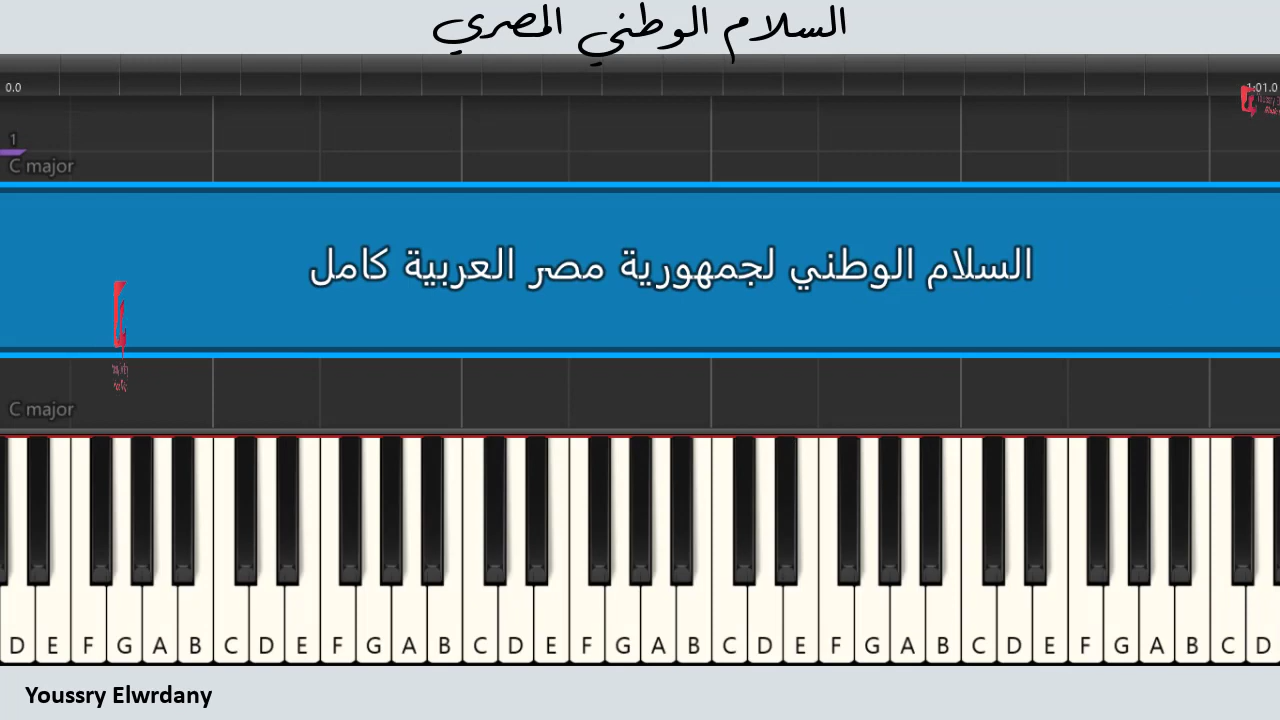 السلام الوطني المصري
0.0
1:01.0
1
C major
السلام الوطني لجمهورية مصر العربية كامل
C major
D E F G A B C D E F G A B C D E F G A B C D E F G A B C D E F G A B C D
Youssry Elwrdany